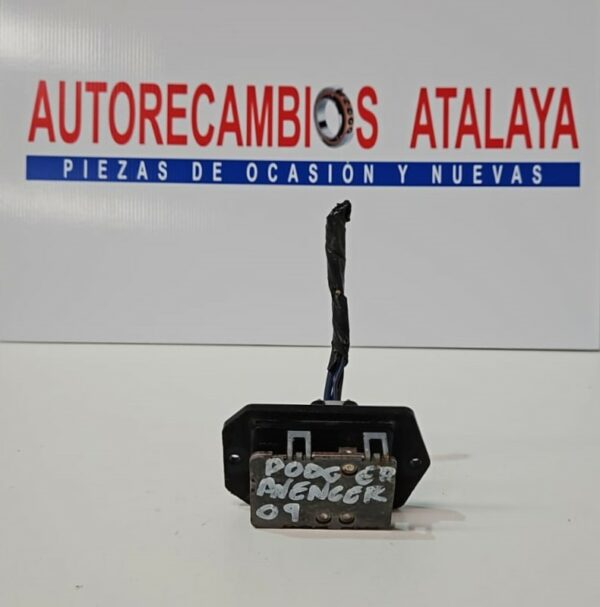 AUTORECAMBIOS ATALAYA
PIEZAS DE OCASIÓN Y NUEVAS
DODGER
AVENGER
09